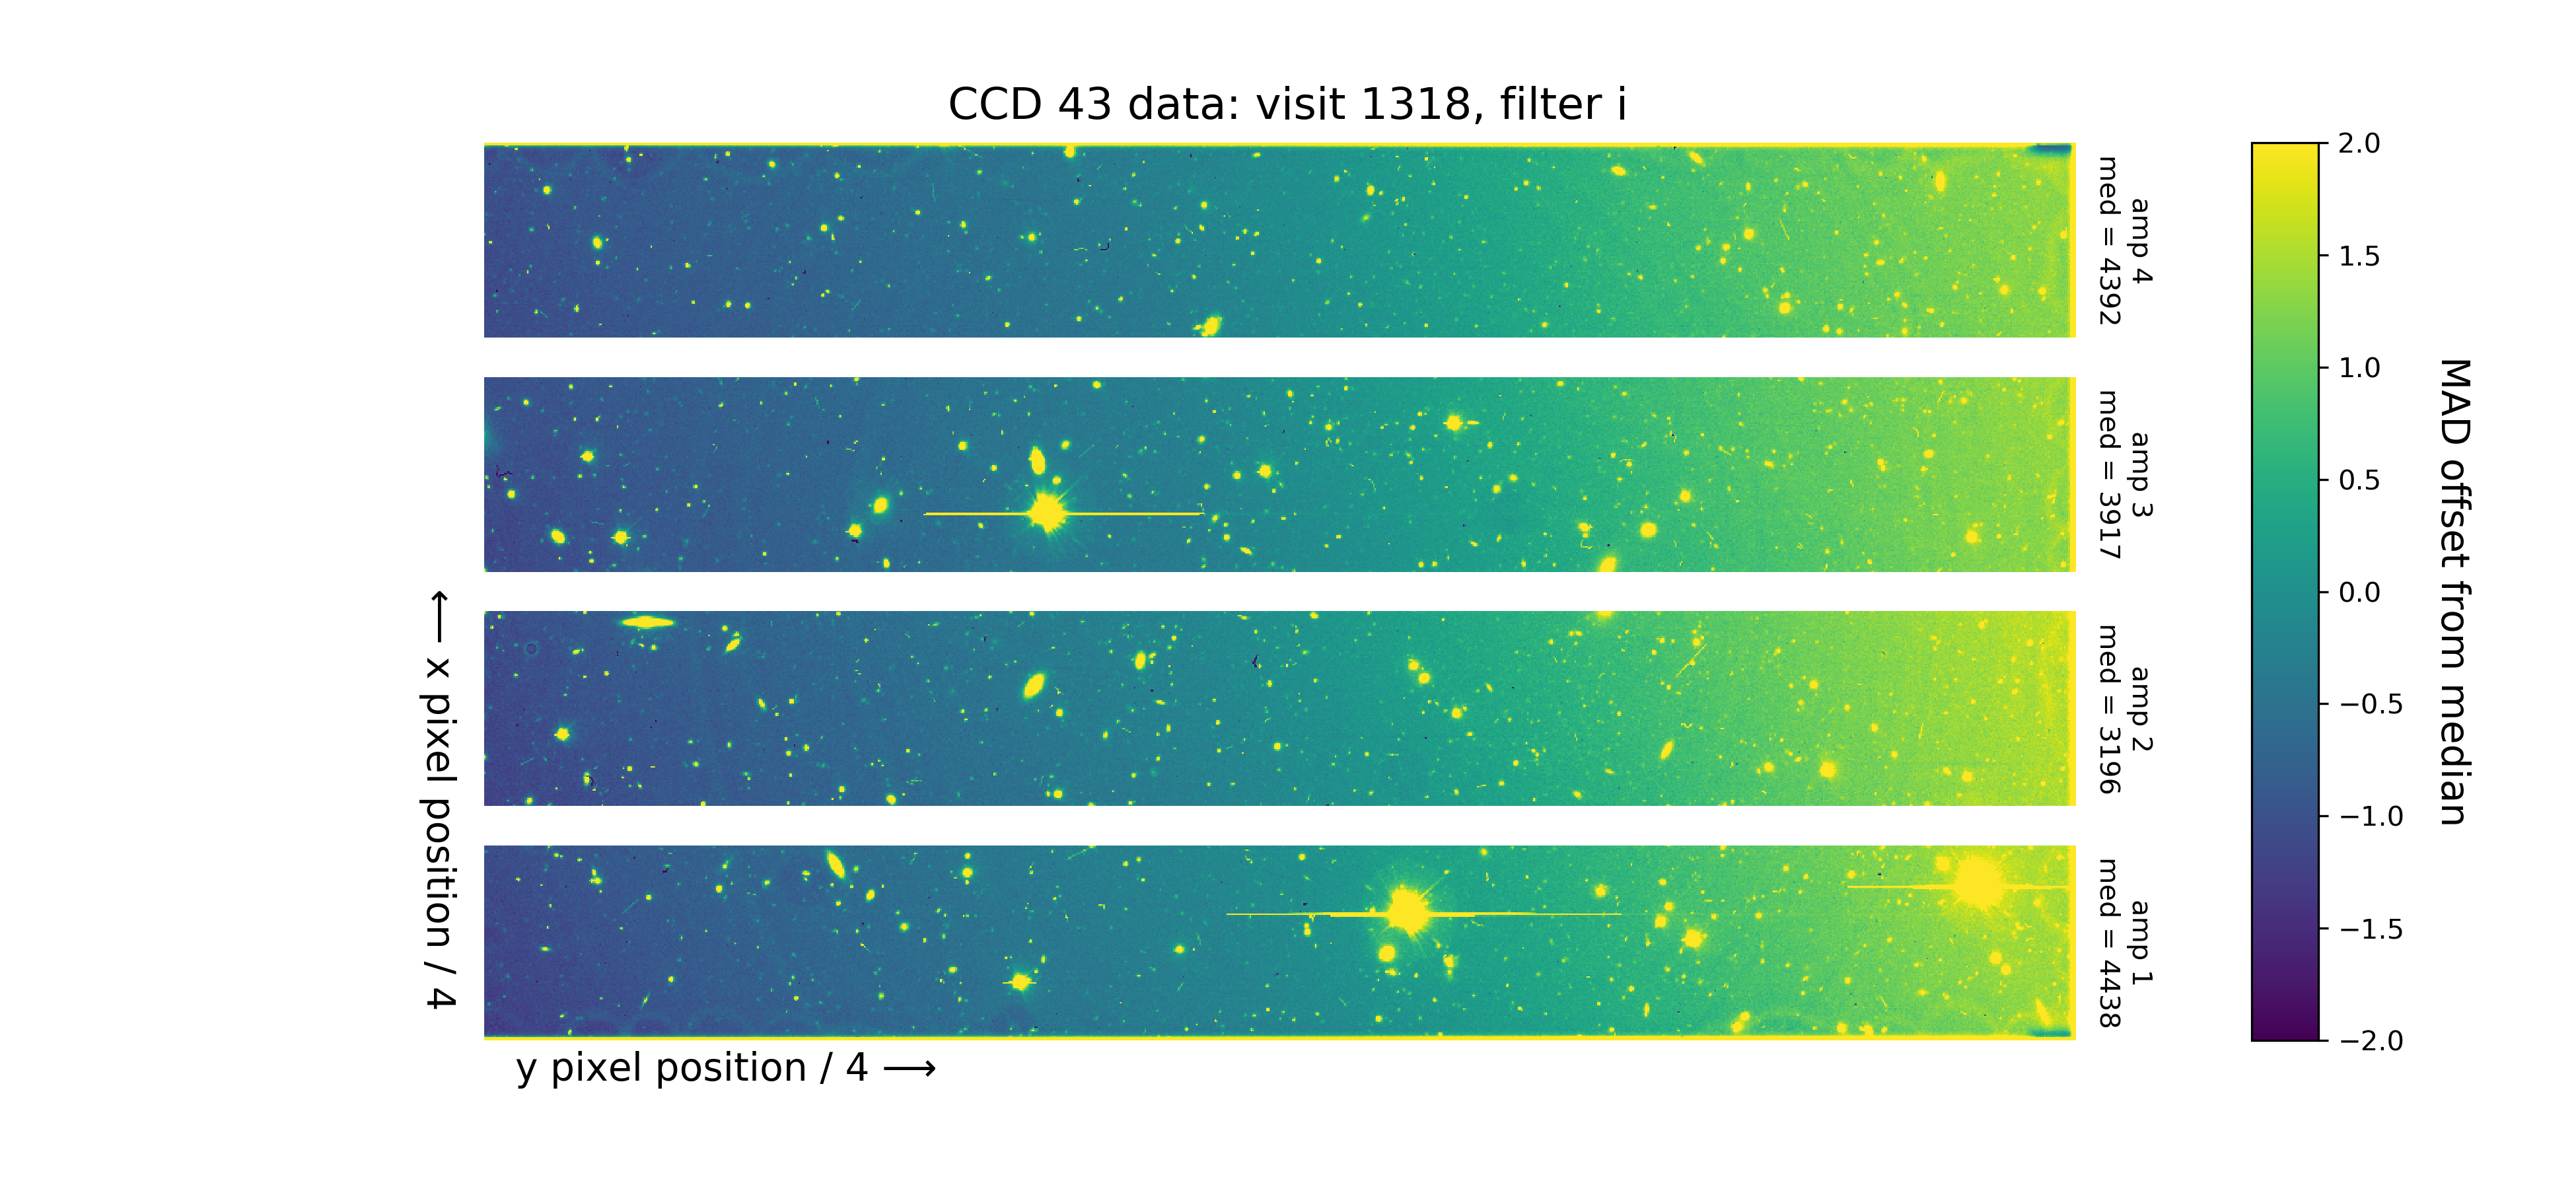 CCD 43 data: visit 1318, filter i
amp 4
med = 4392
amp 3
med = 3917
amp 2
med = 3196
amp 1
med = 4438
⟵ x pixel position / 4
y pixel position / 4 ⟶
2.0
1.5
1.0
0.5
0.0
−0.5
−1.0
−1.5
−2.0
MAD offset from median